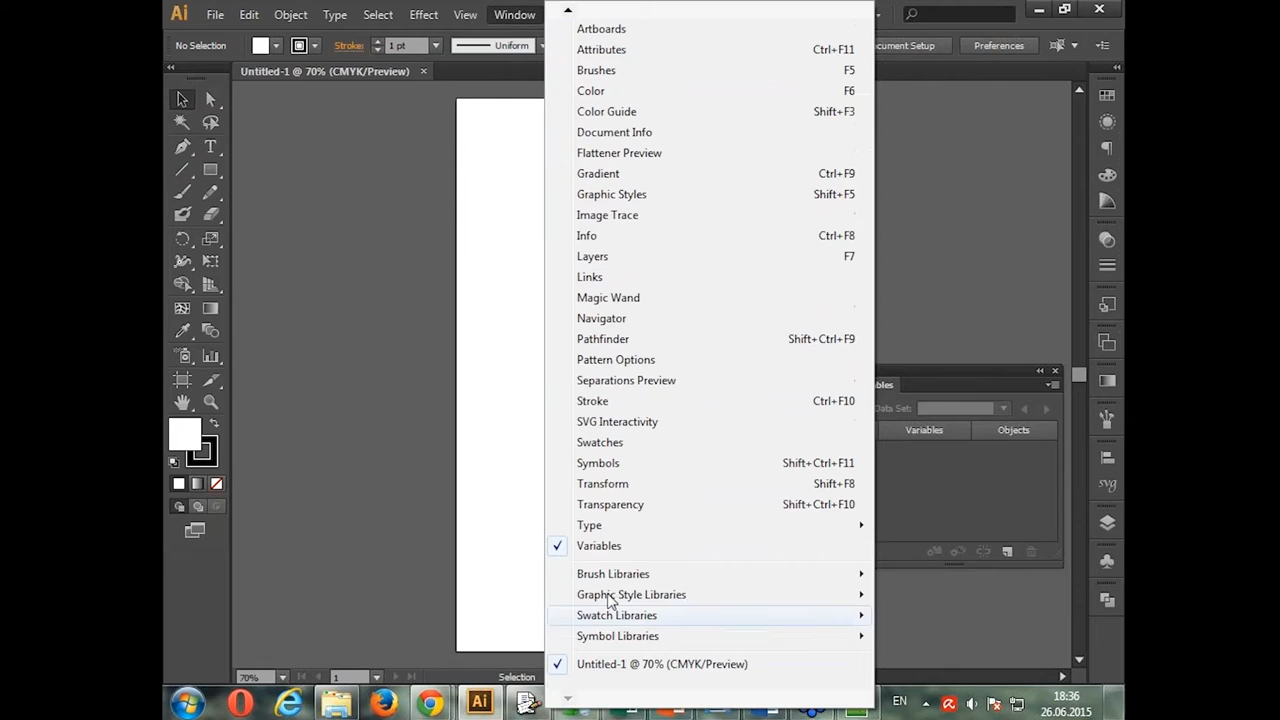 Ai File Edit Object Type Select Effect View Window
No Selection Stroke: 1 pt Uniform Document Setup Preferences
Untitled-1 @ 70% (CMYK/Preview) ×
Artboards
Attributes Ctrl+F11
Brushes F5
Color F6
Color Guide Shift+F3
Document Info
Flattener Preview
Gradient Ctrl+F9
Graphic Styles Shift+F5
Image Trace
Info Ctrl+F8
Layers F7
Links
Magic Wand
Navigator
Pathfinder Shift+Ctrl+F9
Pattern Options
Separations Preview
Stroke Ctrl+F10
SVG Interactivity
Swatches
Symbols Shift+Ctrl+F11
Transform Shift+F8
Transparency Shift+Ctrl+F10
Type
Variables
Brush Libraries
Graphic Style Libraries
Swatch Libraries
Symbol Libraries
Untitled-1 @ 70% (CMYK/Preview)
Data Set:
Variables Objects
svg
70% 1 Selection
Ai EN 18:36
26.06.2015